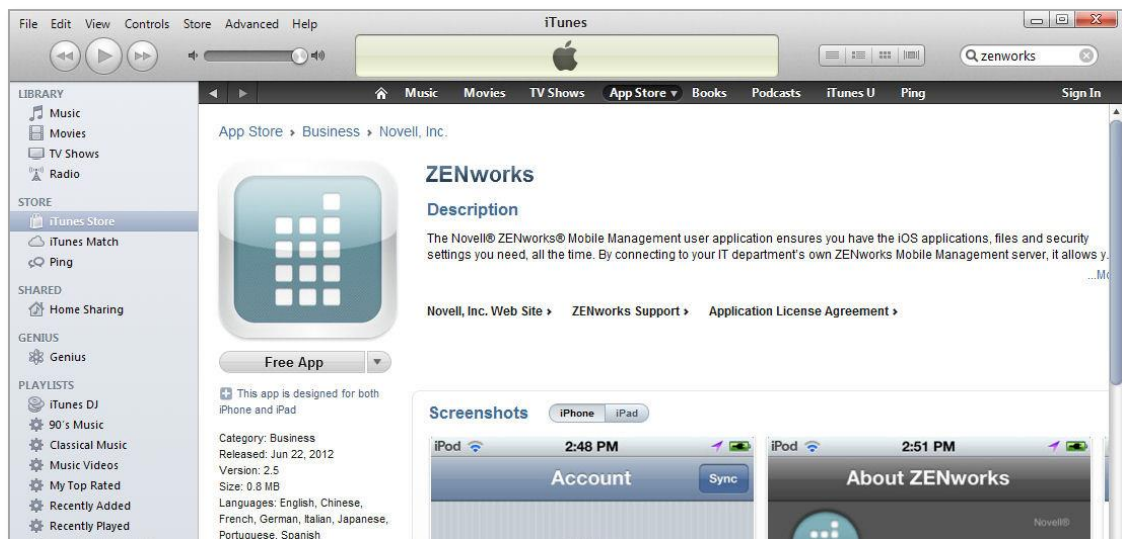 iTunes
File Edit View Controls Store Advanced Help
zenworks
Music Movies TV Shows App Store Books Podcasts iTunes U Ping Sign In
LIBRARY
Music
Movies
TV Shows
Radio
STORE
iTunes Store
iTunes Match
Ping
SHARED
Home Sharing
GENIUS
Genius
PLAYLISTS
iTunes DJ
90's Music
Classical Music
Music Videos
My Top Rated
Recently Added
Recently Played
App Store › Business › Novell, Inc.
Free App
This app is designed for both
iPhone and iPad
Category: Business
Released: Jun 22, 2012
Version: 2.5
Size: 0.8 MB
Languages: English, Chinese,
French, German, Italian, Japanese,
Portuguese, Spanish
ZENworks
Description
The Novell® ZENworks® Mobile Management user application ensures you have the iOS applications, files and security
settings you need, all the time. By connecting to your IT department's own ZENworks Mobile Management server, it allows y...
...Mo
Novell, Inc. Web Site › ZENworks Support › Application License Agreement ›
Screenshots iPhone iPad
iPod 2:48 PM
Account Sync
iPod 2:51 PM
About ZENworks
Novell®